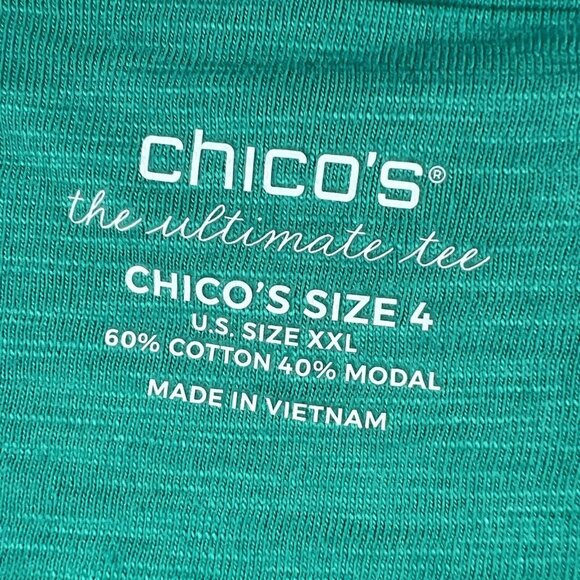 chico's®
the ultimate tee
CHICO'S SIZE 4
U.S. SIZE XXL
60% COTTON 40% MODAL
MADE IN VIETNAM